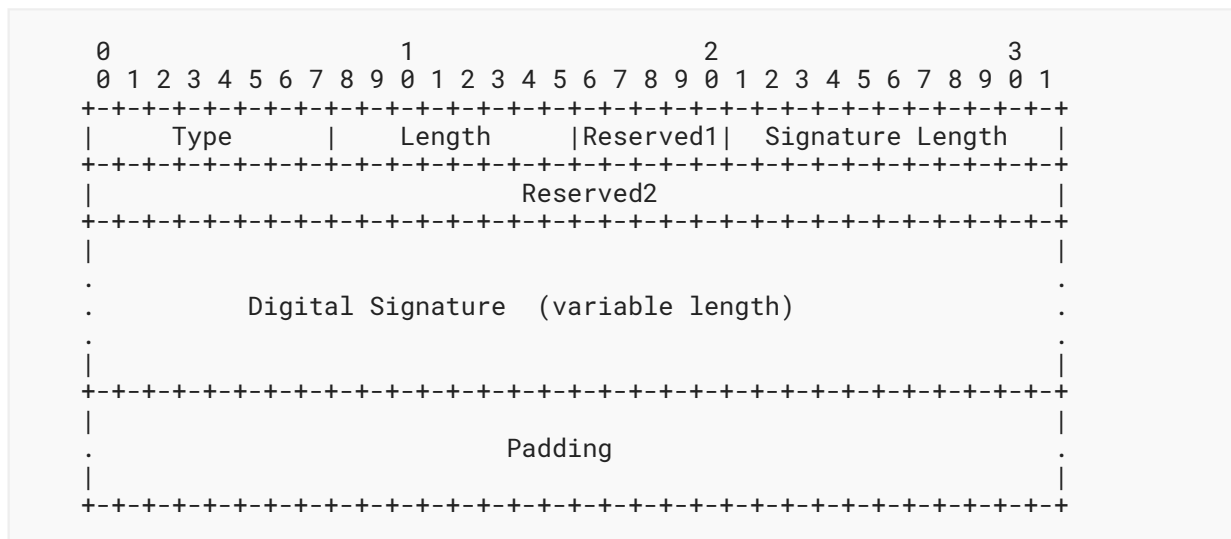 0                   1                   2                   3
 0 1 2 3 4 5 6 7 8 9 0 1 2 3 4 5 6 7 8 9 0 1 2 3 4 5 6 7 8 9 0 1
+-+-+-+-+-+-+-+-+-+-+-+-+-+-+-+-+-+-+-+-+-+-+-+-+-+-+-+-+-+-+-+-+
|     Type      |    Length     |Reserved1|  Signature Length   |
+-+-+-+-+-+-+-+-+-+-+-+-+-+-+-+-+-+-+-+-+-+-+-+-+-+-+-+-+-+-+-+-+
|                            Reserved2                          |
+-+-+-+-+-+-+-+-+-+-+-+-+-+-+-+-+-+-+-+-+-+-+-+-+-+-+-+-+-+-+-+-+
|                                                               |
.                                                               .
.          Digital Signature  (variable length)                 .
.                                                               .
|                                                               |
+-+-+-+-+-+-+-+-+-+-+-+-+-+-+-+-+-+-+-+-+-+-+-+-+-+-+-+-+-+-+-+-+
|                                                               |
.                           Padding                             .
|                                                               |
+-+-+-+-+-+-+-+-+-+-+-+-+-+-+-+-+-+-+-+-+-+-+-+-+-+-+-+-+-+-+-+-+